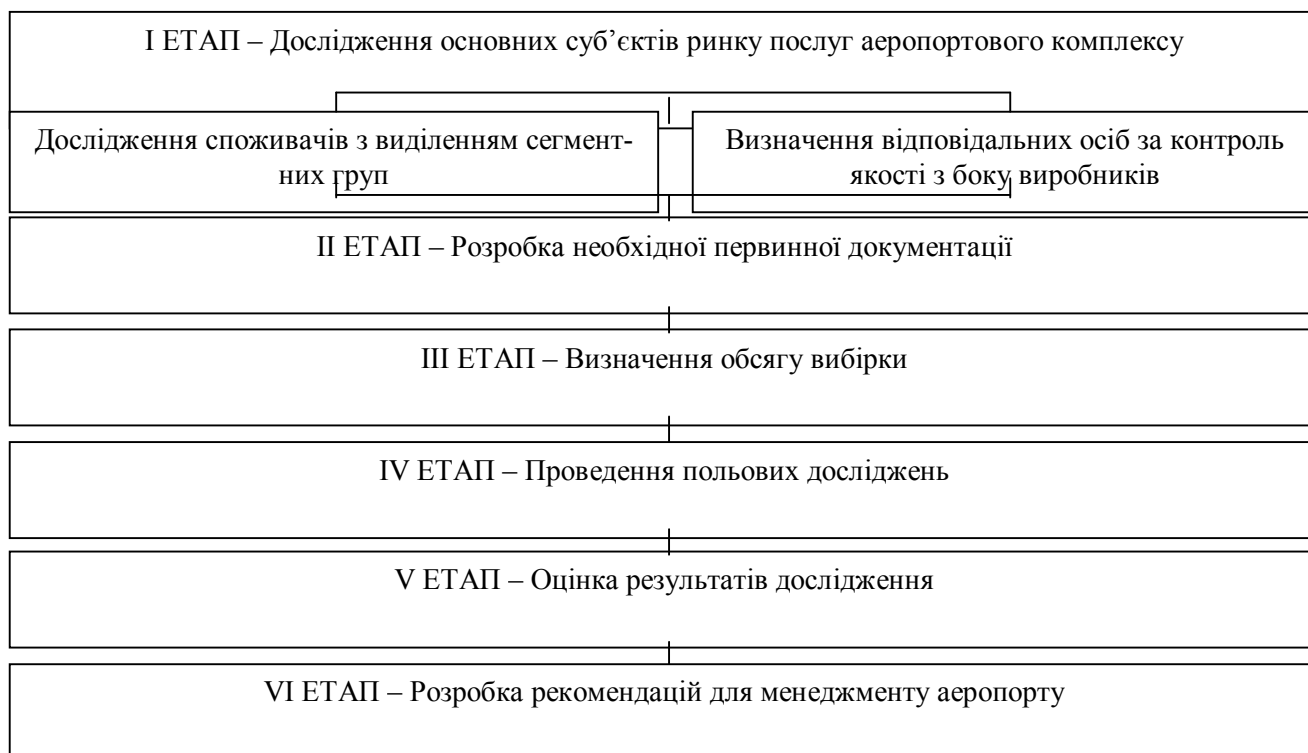 І ЕТАП – Дослідження основних суб’єктів ринку послуг аеропортового комплексу
Дослідження споживачів з виділенням сегмент-
них груп
Визначення відповідальних осіб за контроль
якості з боку виробників
ІІ ЕТАП – Розробка необхідної первинної документації
ІІІ ЕТАП – Визначення обсягу вибірки
IV ЕТАП – Проведення польових досліджень
V ЕТАП – Оцінка результатів дослідження
VI ЕТАП – Розробка рекомендацій для менеджменту аеропорту